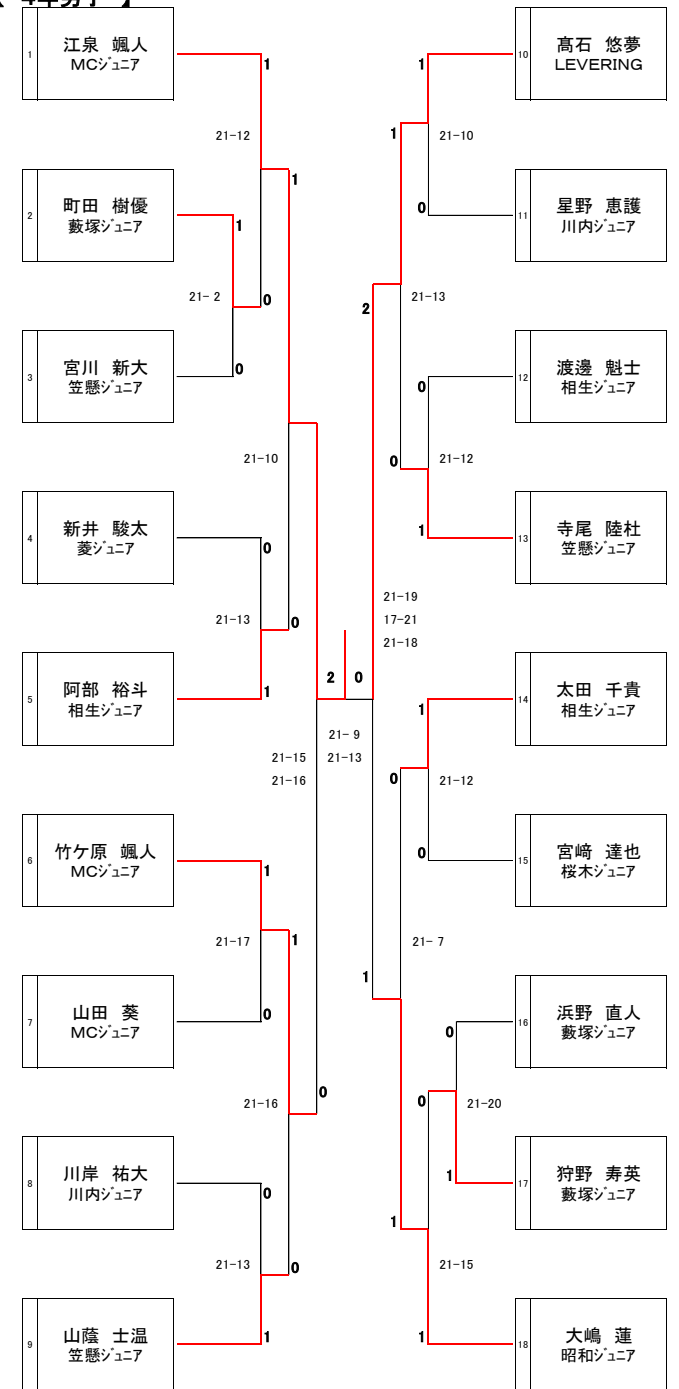 【 4年男子 】
1
江泉 颯人
MCジュニア
1
21-12
1
2
町田 樹優
藪塚ジュニア
1
21- 2
0
3
宮川 新大
笠懸ジュニア
0
21-10
4
新井 駿太
菱ジュニア
0
21-13
0
5
阿部 裕斗
相生ジュニア
1
2
0
21- 9
21-13
21-15
21-16
6
竹ケ原 颯人
MCジュニア
1
21-17
1
7
山田 葵
MCジュニア
0
21-16
0
8
川岸 祐大
川内ジュニア
0
21-13
0
9
山蔭 士温
笠懸ジュニア
1
10
髙石 悠夢
LEVERING
1
1
21-10
11
星野 恵護
川内ジュニア
0
2
21-13
12
渡邊 魁士
相生ジュニア
0
0
21-12
13
寺尾 陸杜
笠懸ジュニア
1
21-19
17-21
21-18
14
太田 千貴
相生ジュニア
1
0
21-12
15
宮﨑 達也
桜木ジュニア
0
21- 7
1
16
浜野 直人
藪塚ジュニア
0
0
21-20
17
狩野 寿英
藪塚ジュニア
1
1
21-15
18
大嶋 蓮
昭和ジュニア
1